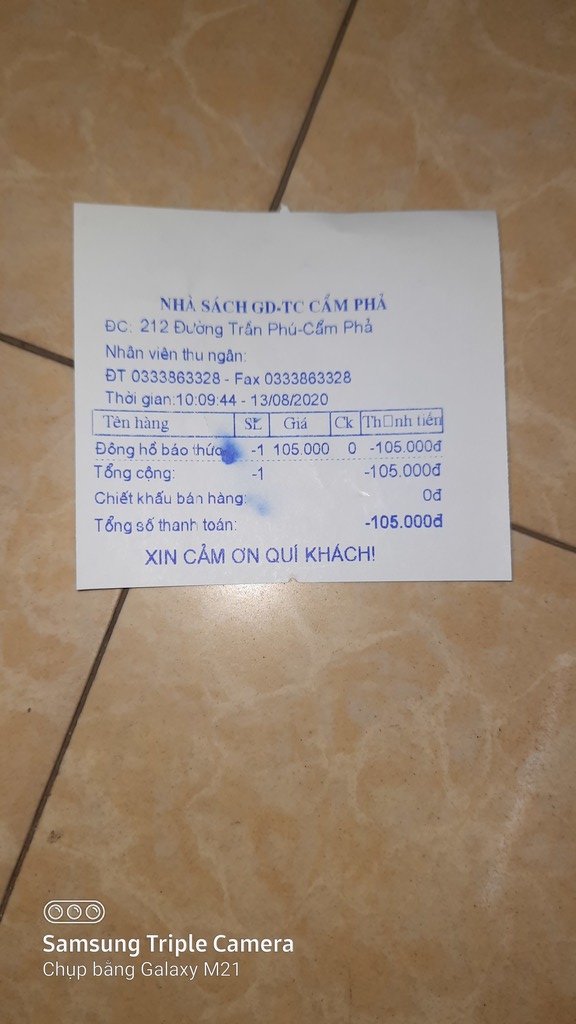 NHÀ SÁCH GD-TC CẨM PHẢ
ĐC: 212 Đường Trần Phú-Cẩm Phả
Nhân viên thu ngân:
ĐT 0333863328 - Fax 0333863328
Thời gian:10:09:44 - 13/08/2020
Tên hàng SL Giá Ck Th□nh tiền
Đồng hồ báo thức -1 105.000 0 -105.000đ
Tổng cộng: -1 -105.000đ
Chiết khấu bán hàng: 0đ
Tổng số thanh toán: -105.000đ
XIN CẢM ƠN QUÍ KHÁCH!
Samsung Triple Camera
Chụp bằng Galaxy M21